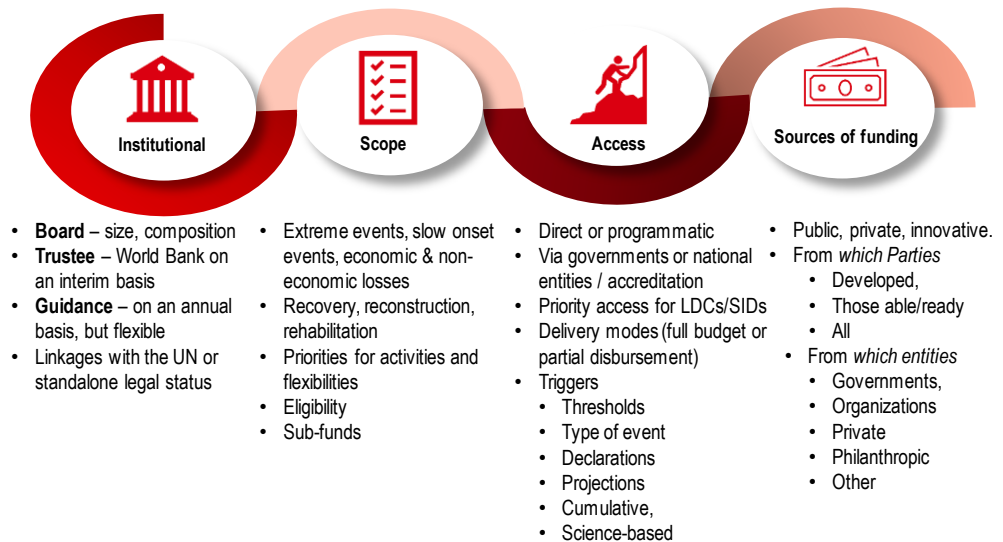 Institutional
Scope
Access
Sources of funding
• Board – size, composition
• Trustee – World Bank on
an interim basis
• Guidance – on an annual
basis, but flexible
• Linkages with the UN or
standalone legal status
• Extreme events, slow onset
events, economic & non-
economic losses
• Recovery, reconstruction,
rehabilitation
• Priorities for activities and
flexibilities
• Eligibility
• Sub-funds
• Direct or programmatic
• Via governments or national
entities / accreditation
• Priority access for LDCs/SIDs
• Delivery modes (full budget or
partial disbursement)
• Triggers
• Thresholds
• Type of event
• Declarations
• Projections
• Cumulative,
• Science-based
• Public, private, innovative.
• From which Parties
• Developed,
• Those able/ready
• All
• From which entities
• Governments,
• Organizations
• Private
• Philanthropic
• Other